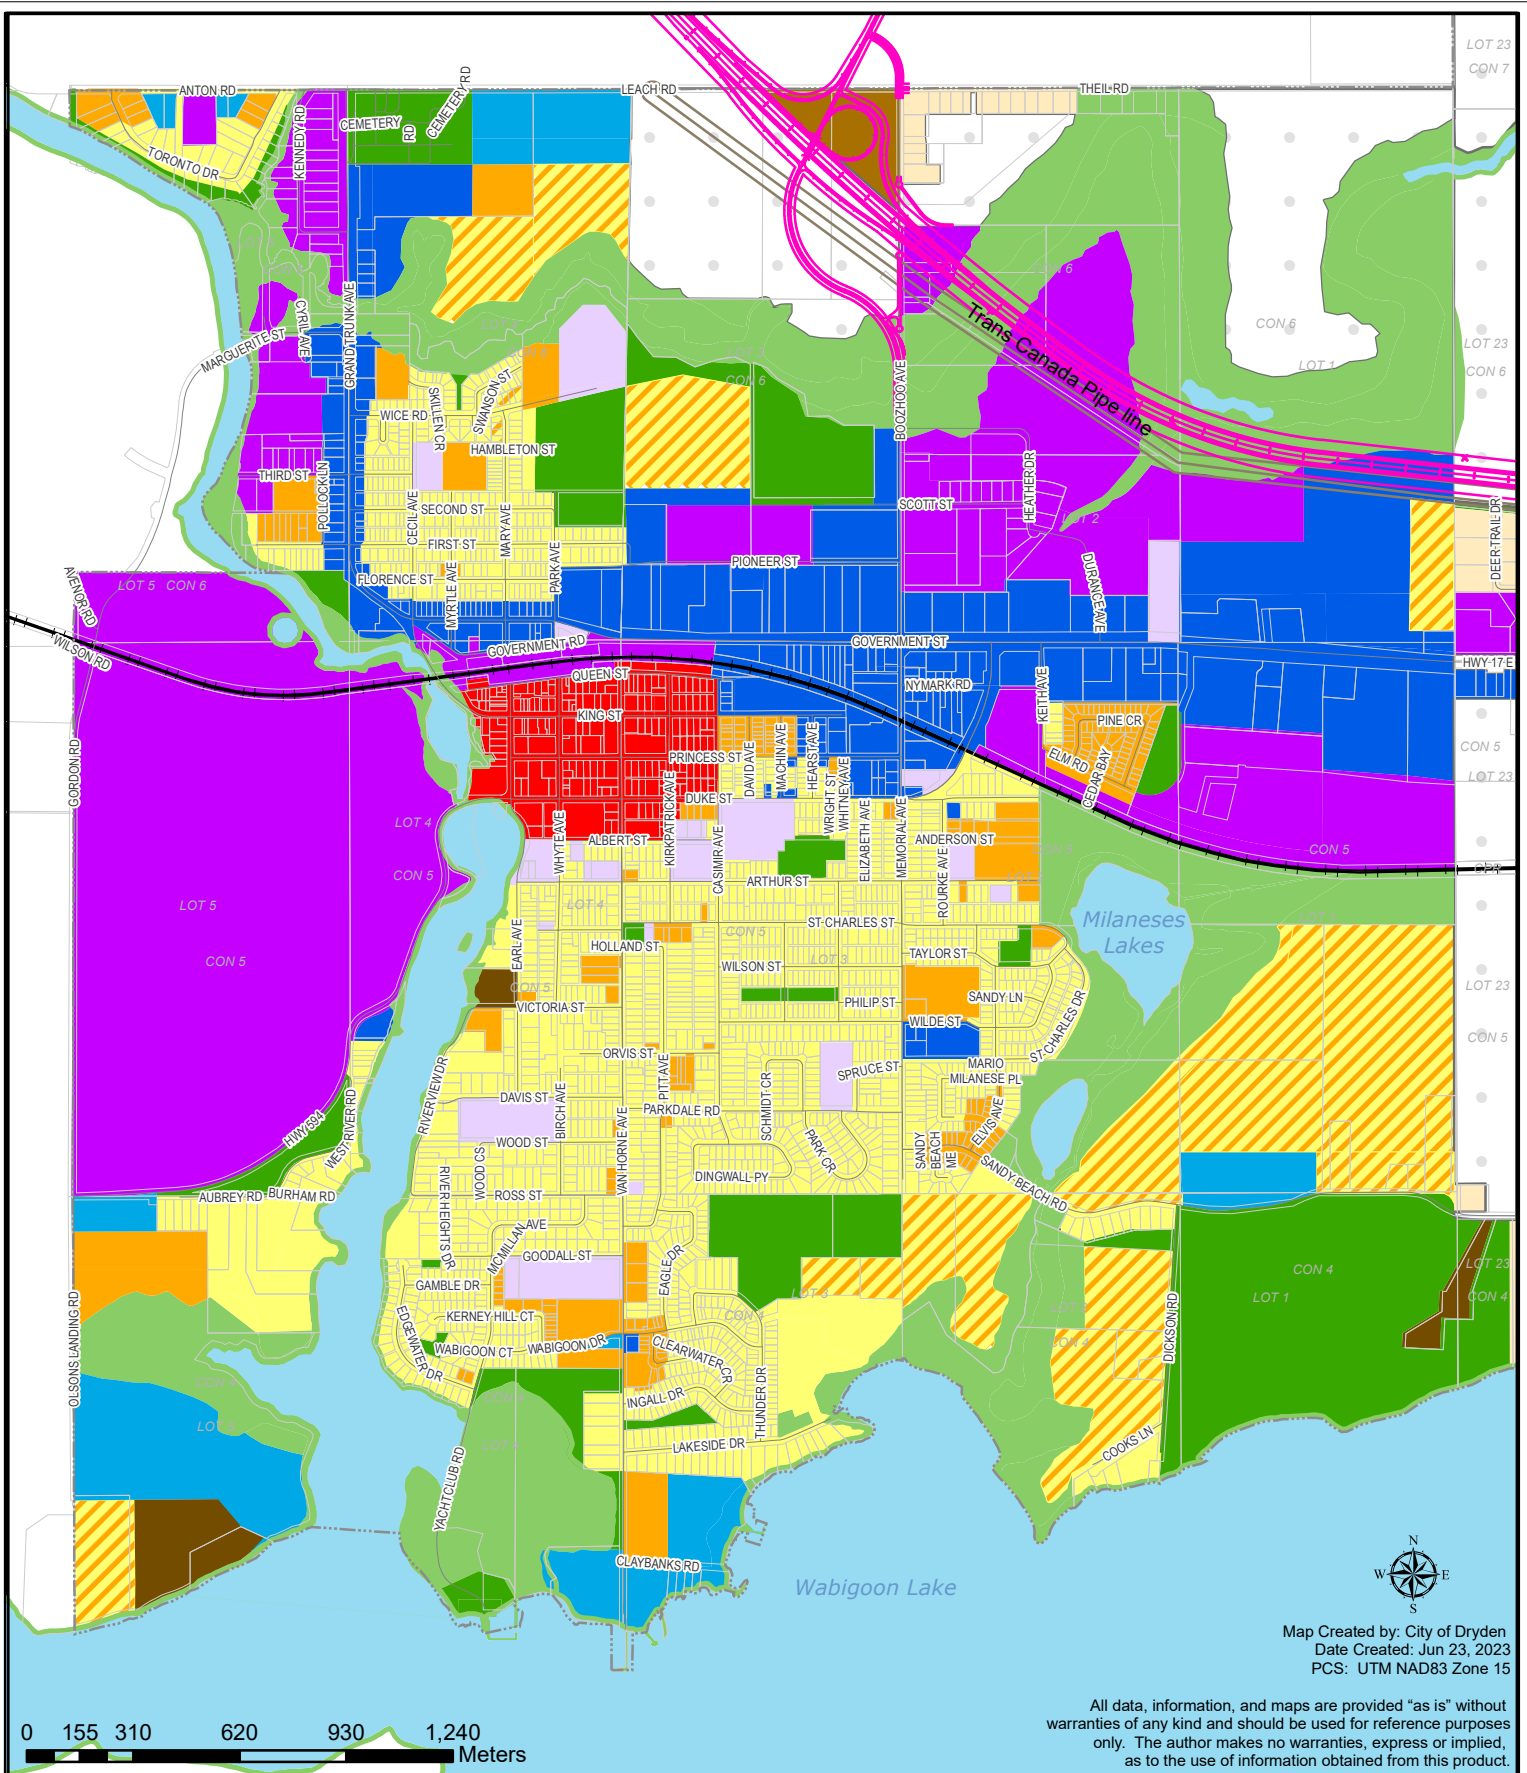 LOT 23
CON 7
ANTON RD
LEACH RD
THEIL RD
CEMETERY RD
CEMETERY
RD
KENNEDY RD
TORONTO DR
CON 6
CYRIL AVE
GRAND TRUNK AVE
MARGUERITE ST
Trans Canada Pipe line
CON 6
LOT 1
LOT 23
CON 6
CON 6
BOOZHOO AVE
WICE RD
SKILLEN CR
SWANSON ST
HAMBLETON ST
THIRD ST
POLLOCK LN
CECIL AVE
SECOND ST
MARY AVE
FIRST ST
SCOTT ST
HEATHER DR
LOT 2
DEER TRAIL DR
PIONEER ST
FLORENCE ST
MYRTLE AVE
PARK AVE
DURANCE AVE
AVENOR RD
LOT 5 CON 6
WILSON RD
GOVERNMENT RD
GOVERNMENT ST
HWY 17 E
QUEEN ST
NYMARK RD
KEITH AVE
KING ST
PINE CR
GORDON RD
PRINCESS ST
DAVID AVE
MACHIN AVE
HEARST AVE
ELM RD
CEDAR BAY
CON 5
LOT 23
KIRKPATRICK AVE
DUKE ST
WRIGHT ST
WHITNEY AVE
LOT 4
WHYTE AVE
ALBERT ST
CASIMIR AVE
ELIZABETH AVE
MEMORIAL AVE
ANDERSON ST
CON 5
CPR
CON 5
ARTHUR ST
ROURKE AVE
LOT 5
LOT 4
ST CHARLES ST
Milaneses
Lakes
LOT 1
EARL AVE
HOLLAND ST
CON 5
TAYLOR ST
CON 5
WILSON ST
LOT 3
CON 5
VICTORIA ST
PHILIP ST
SANDY LN
LOT 23
WILDE ST
ST CHARLES DR
CON 5
ORVIS ST
PITT AVE
SPRUCE ST
MARIO
MILANESE PL
RIVERVIEW DR
DAVIS ST
BIRCH AVE
PARKDALE RD
SCHMIDT CR
HWY 594
WEST RIVER RD
VAN HORNE AVE
WOOD ST
PARK CR
ELVIS AVE
SANDY
BEACH
ME
DINGWALL PY
SANDY BEACH RD
AUBREY RD
BURHAM RD
RIVER HEIGHTS DR
WOOD CS
ROSS ST
MCMILLAN AVE
GOODALL ST
EAGLE DR
GAMBLE DR
CON 4
LOT 1
LOT 23
CON 4
LOT 3
CON 4
OLSONS LANDING RD
EDGEWATER DR
KERNEY HILL CT
WABIGOON CT
WABIGOON DR
CLEARWATER CR
CON 4
DICKSON RD
INGALL DR
THUNDER DR
LAKESIDE DR
COOKS LN
YACHT CLUB RD
CLAYBANKS RD
Wabigoon Lake
N
W
E
S
Map Created by: City of Dryden
Date Created: Jun 23, 2023
PCS: UTM NAD83 Zone 15
All data, information, and maps are provided “as is” without
warranties of any kind and should be used for reference purposes
only. The author makes no warranties, express or implied,
as to the use of information obtained from this product.
0 155 310 620 930 1,240
Meters